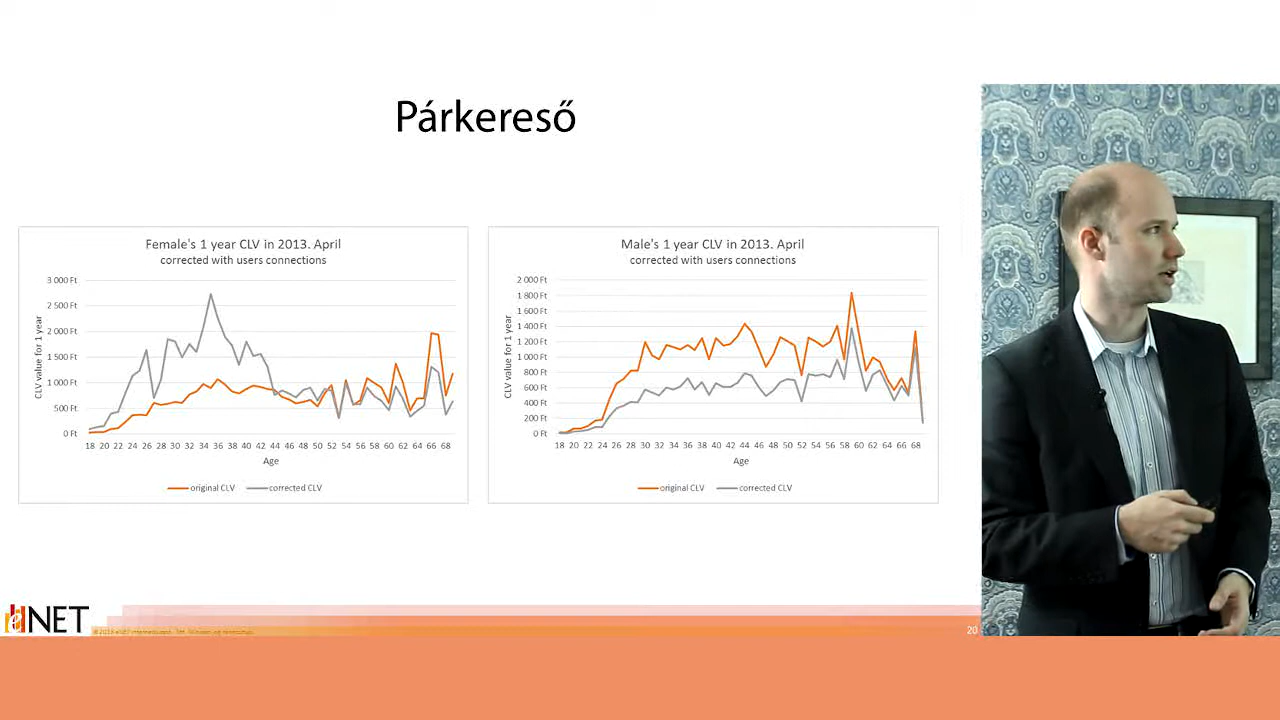 Párkereső
Female's 1 year CLV in 2013. April
corrected with users connections
CLV value for 1 year
3 000 Ft
2 500 Ft
2 000 Ft
1 500 Ft
1 000 Ft
500 Ft
0 Ft
18 20 22 24 26 28 30 32 34 36 38 40 42 44 46 48 50 52 54 56 58 60 62 64 66 68
Age
original CLV corrected CLV
Male's 1 year CLV in 2013. April
corrected with users connections
CLV value for 1 year
2 000 Ft
1 800 Ft
1 600 Ft
1 400 Ft
1 200 Ft
1 000 Ft
800 Ft
600 Ft
400 Ft
200 Ft
0 Ft
18 20 22 24 26 28 30 32 34 36 38 40 42 44 46 48 50 52 54 56 58 60 62 64 66 68
Age
original CLV corrected CLV
NET
20